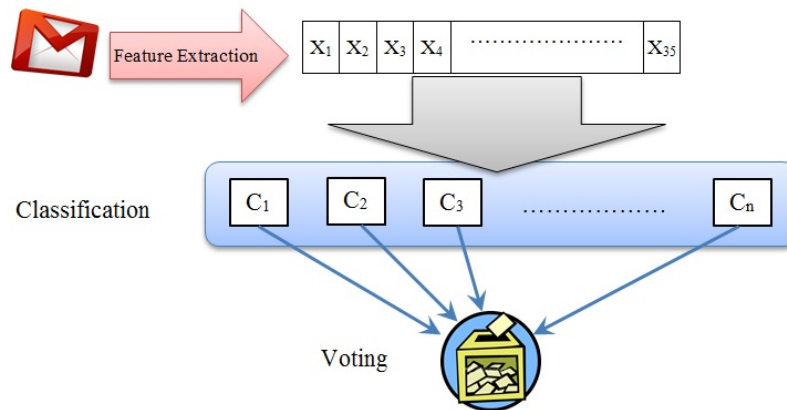 Feature Extraction
X1 X2 X3 X4 ..................... X35
Classification
C1 C2 C3 .................... Cn
Voting